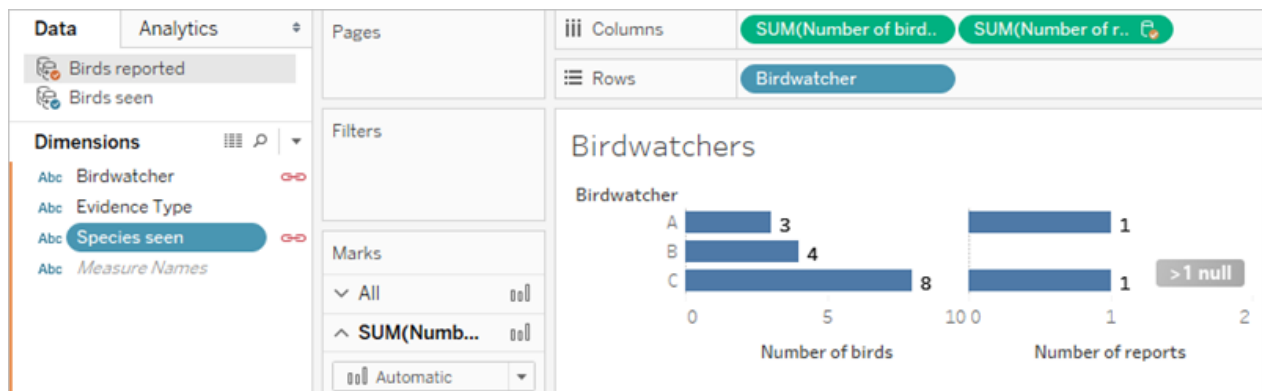 Data
Analytics
Birds reported
Birds seen
Dimensions
Abc Birdwatcher
Abc Evidence Type
Abc Species seen
Abc Measure Names
Pages
Filters
Marks
All
SUM(Numb...
Automatic
Columns
SUM(Number of bird..
SUM(Number of r..
Rows
Birdwatcher
Birdwatchers
Birdwatcher
A 3 1
B 4
C 8 1
>1 null
0 5 10 0 1 2
Number of birds
Number of reports